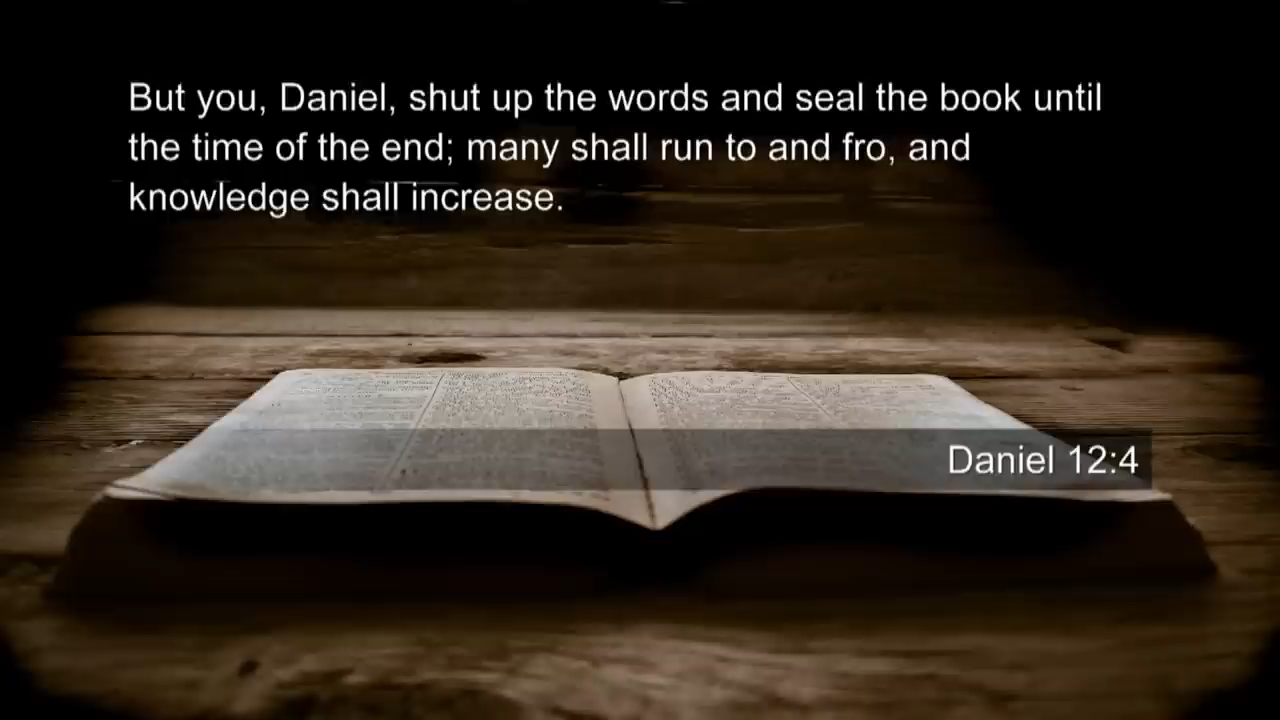 But you, Daniel, shut up the words and seal the book until
the time of the end; many shall run to and fro, and
knowledge shall increase.
Daniel 12:4